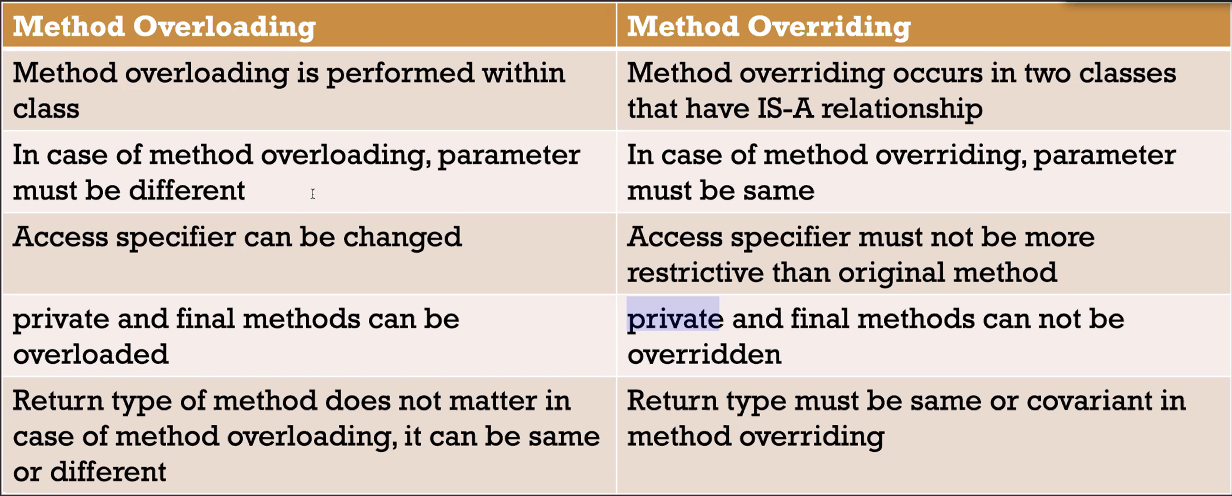 Method Overloading
Method Overriding
Method overloading is performed within
class
Method overriding occurs in two classes
that have IS-A relationship
In case of method overloading, parameter
must be different
In case of method overriding, parameter
must be same
Access specifier can be changed
Access specifier must not be more
restrictive than original method
private and final methods can be
overloaded
private and final methods can not be
overridden
Return type of method does not matter in
case of method overloading, it can be same
or different
Return type must be same or covariant in
method overriding